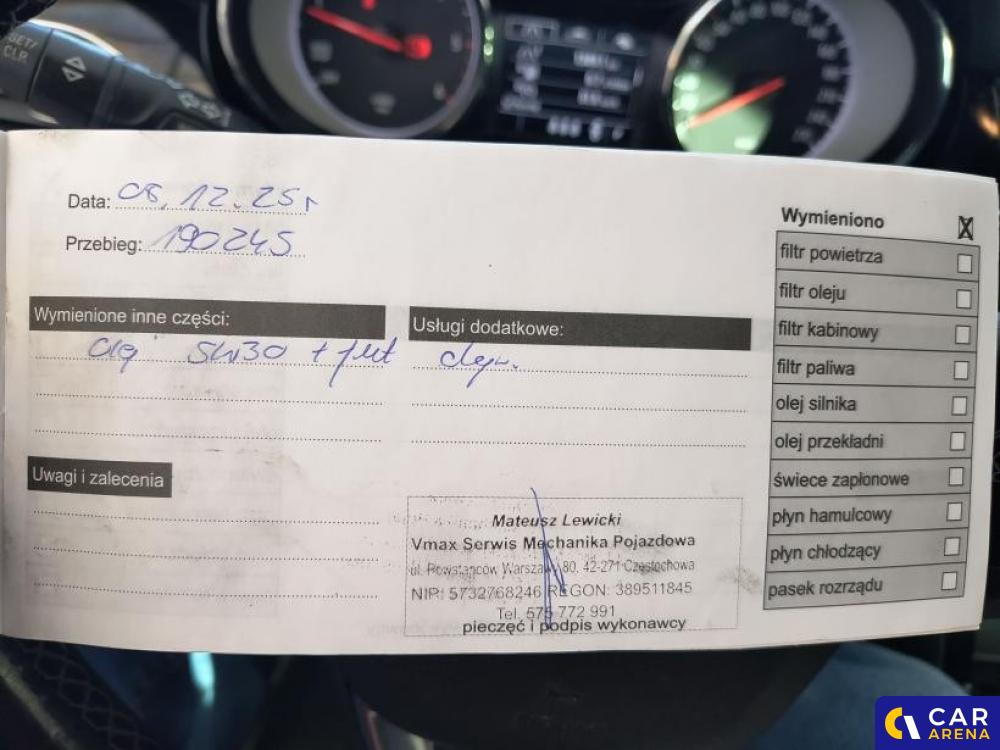 SET/
CLR
Data: 08.12.25r
Przebieg: 190245
Wymienione inne części:
olej 5W30 + filt
Usługi dodatkowe:
Uwagi i zalecenia
Wymieniono
filtr powietrza
filtr oleju
filtr kabinowy
filtr paliwa
olej silnika
olej przekładni
świece zapłonowe
płyn hamulcowy
płyn chłodzący
pasek rozrządu
Mateusz Lewicki
Vmax Serwis Mechanika Pojazdowa
ul. Powstańców Warszawy 80, 42-271 Częstochowa
NIP: 5732768246 REGON: 389511845
Tel. 575 772 991
pieczęć i podpis wykonawcy
CAR
ARENA